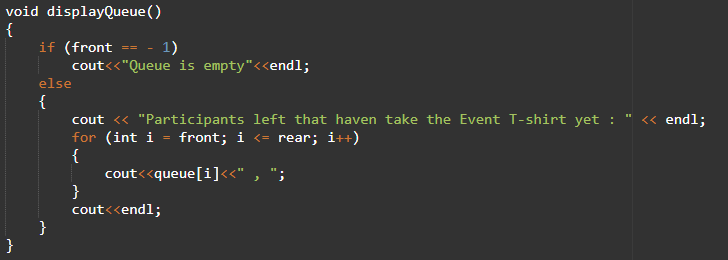 void displayQueue()
{
    if (front == - 1)
        cout<<"Queue is empty"<<endl;
    else
    {
        cout << "Participants left that haven take the Event T-shirt yet : " << endl;
        for (int i = front; i <= rear; i++)
        {
            cout<<queue[i]<<" , ";
        }
        cout<<endl;
    }
}